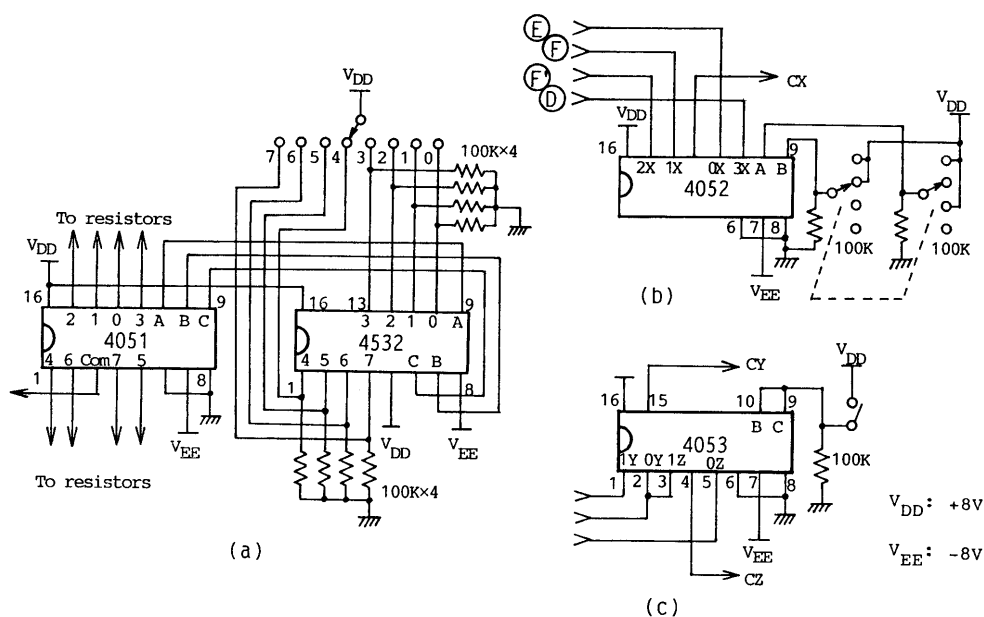 VDD
7 6 5 4 3 2 1 0
100K×4
To resistors
VDD
16 9
2 1 0 3 A B C
4051
4 6 Com 7 5
1 8
VEE
To resistors
16 13 9
3 2 1 0 A
4532
4 5 6 7 C B
1 8
VDD VEE
100K×4
(a)
E
F
F'
D
CX
VDD
VDD
16 9
2X 1X 0X 3X A B
4052
6 7 8
100K 100K
VEE
(b)
CY
VDD
16 15 10 9
B C
4053
1Y 0Y 1Z 0Z
1 2 3 4 5 6 7 8
100K
VEE
CZ
(c)
VDD: +8V
VEE: -8V